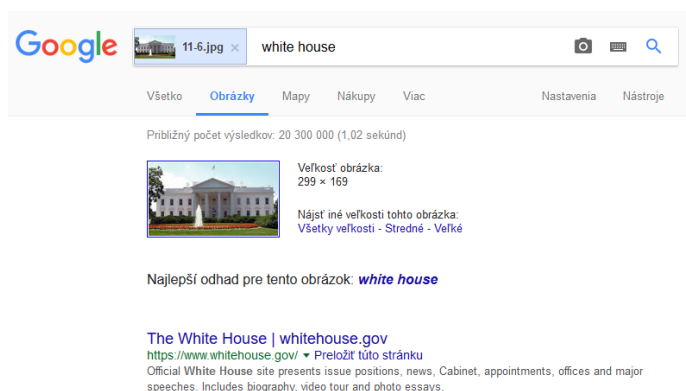 Google 11-6.jpg × white house
Všetko Obrázky Mapy Nákupy Viac Nastavenia Nástroje
Približný počet výsledkov: 20 300 000 (1,02 sekúnd)
Veľkosť obrázka:
299 × 169
Nájsť iné veľkosti tohto obrázka:
Všetky veľkosti - Stredné - Veľké
Najlepší odhad pre tento obrázok: white house
The White House | whitehouse.gov
https://www.whitehouse.gov/ ▾ Preložiť túto stránku
Official White House site presents issue positions, news, Cabinet, appointments, offices and major
speeches. Includes biography, video tour and photo essays.